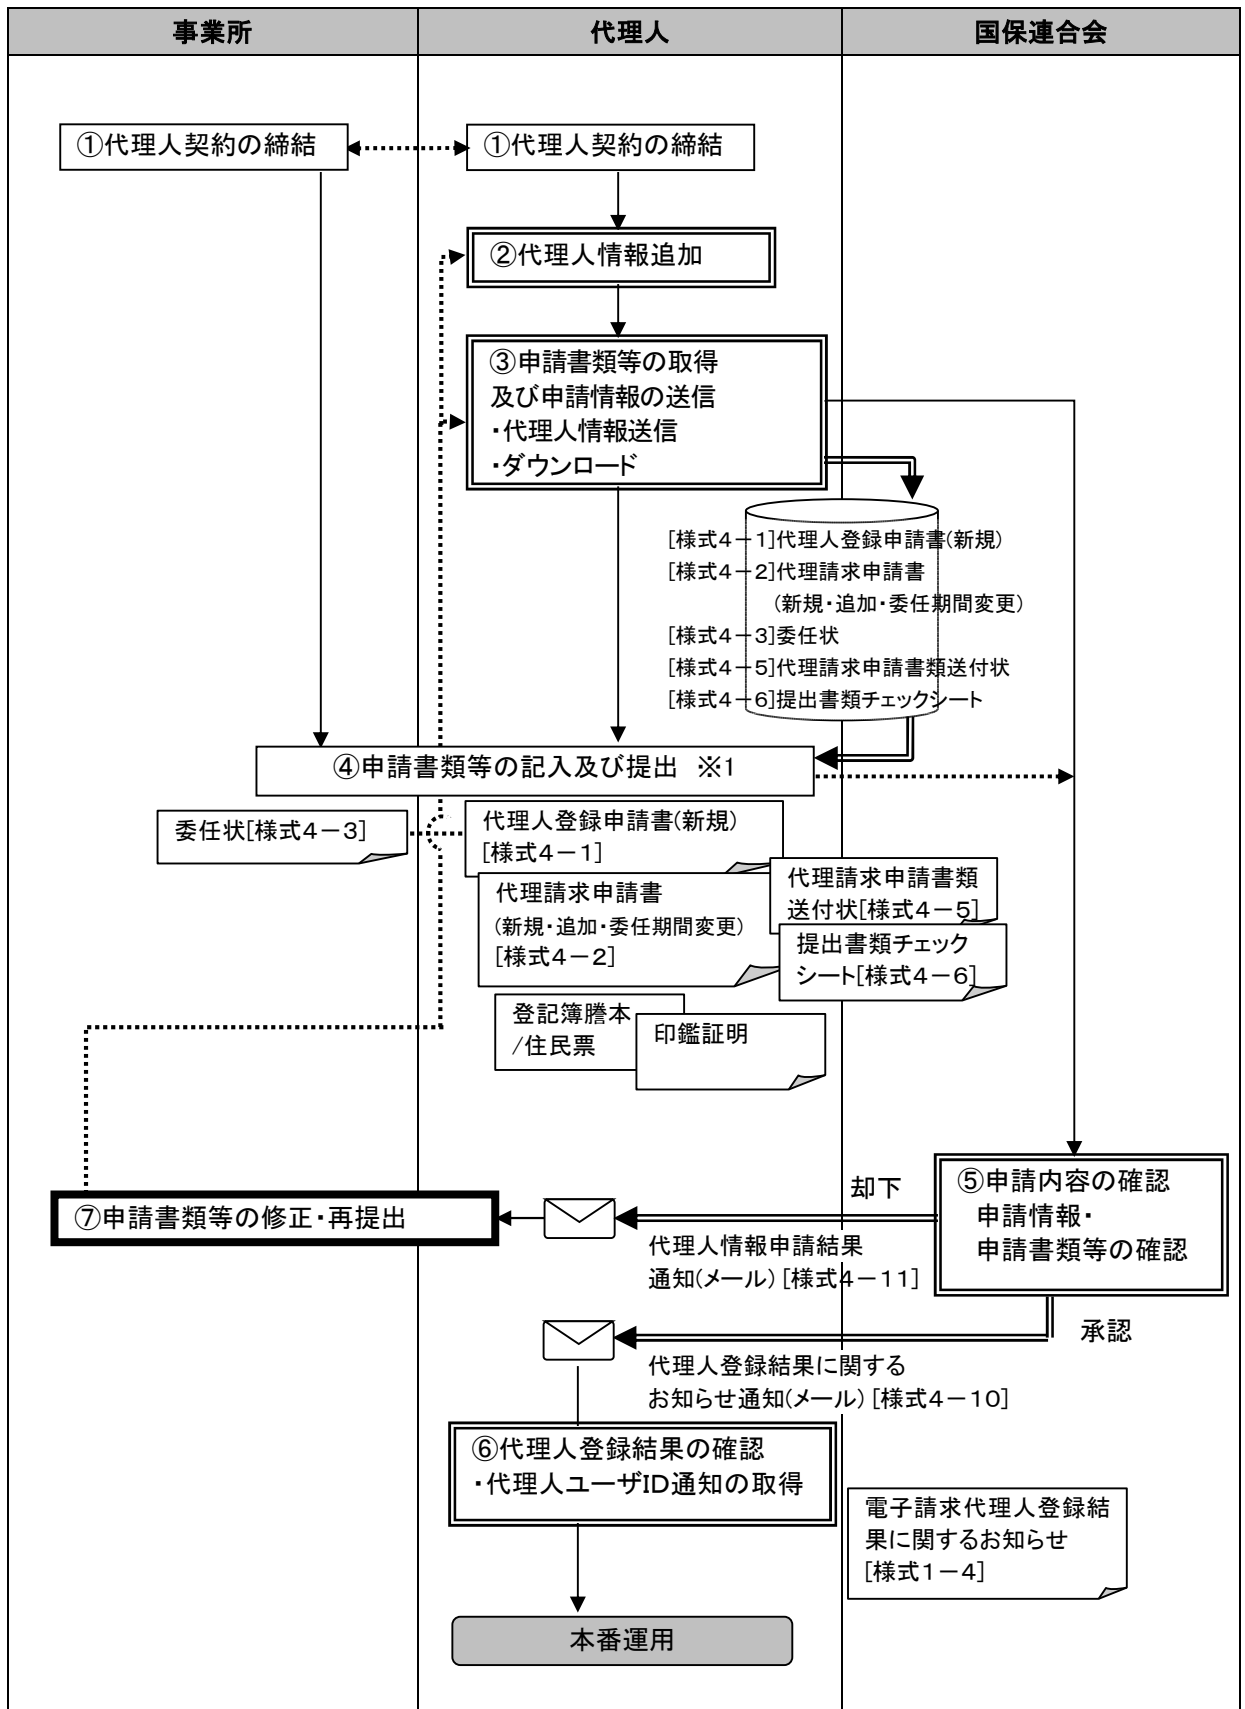 事業所
代理人
国保連合会
①代理人契約の締結
①代理人契約の締結
②代理人情報追加
③申請書類等の取得
及び申請情報の送信
・代理人情報送信
・ダウンロード
[様式4－1]代理人登録申請書(新規)
[様式4－2]代理請求申請書
(新規・追加・委任期間変更)
[様式4－3]委任状
[様式4－5]代理請求申請書類送付状
[様式4－6]提出書類チェックシート
④申請書類等の記入及び提出 ※1
委任状[様式4－3]
代理人登録申請書(新規)
[様式4－1]
代理請求申請書
(新規・追加・委任期間変更)
[様式4－2]
代理請求申請書類
送付状[様式4－5]
提出書類チェック
シート[様式4－6]
登記簿謄本
/住民票
印鑑証明
⑤申請内容の確認
申請情報・
申請書類等の確認
却下
⑦申請書類等の修正・再提出
代理人情報申請結果
通知(メール) [様式4－11]
承認
代理人登録結果に関する
お知らせ通知(メール) [様式4－10]
⑥代理人登録結果の確認
・代理人ユーザID通知の取得
電子請求代理人登録結
果に関するお知らせ
[様式1－4]
本番運用